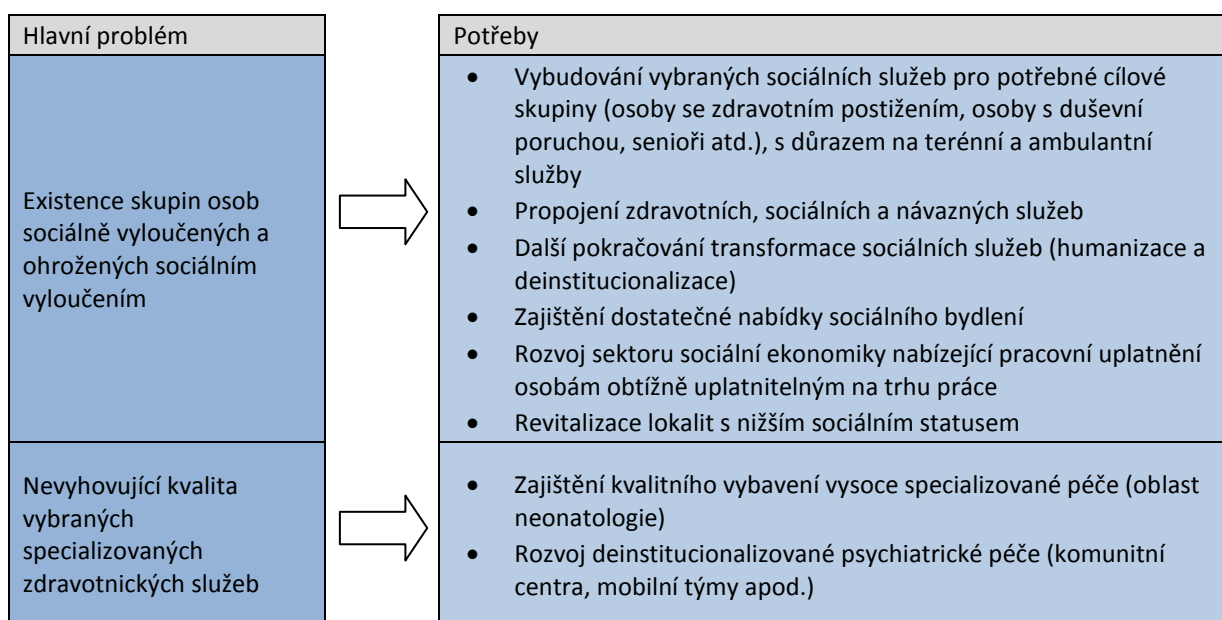 Hlavní problém
Potřeby
Existence skupin osob
sociálně vyloučených a
ohrožených sociálním
vyloučením
• Vybudování vybraných sociálních služeb pro potřebné cílové
skupiny (osoby se zdravotním postižením, osoby s duševní
poruchou, senioři atd.), s důrazem na terénní a ambulantní
služby
• Propojení zdravotních, sociálních a návazných služeb
• Další pokračování transformace sociálních služeb (humanizace a
deinstitucionalizace)
• Zajištění dostatečné nabídky sociálního bydlení
• Rozvoj sektoru sociální ekonomiky nabízející pracovní uplatnění
osobám obtížně uplatnitelným na trhu práce
• Revitalizace lokalit s nižším sociálním statusem
Nevyhovující kvalita
vybraných
specializovaných
zdravotnických služeb
• Zajištění kvalitního vybavení vysoce specializované péče (oblast
neonatologie)
• Rozvoj deinstitucionalizované psychiatrické péče (komunitní
centra, mobilní týmy apod.)